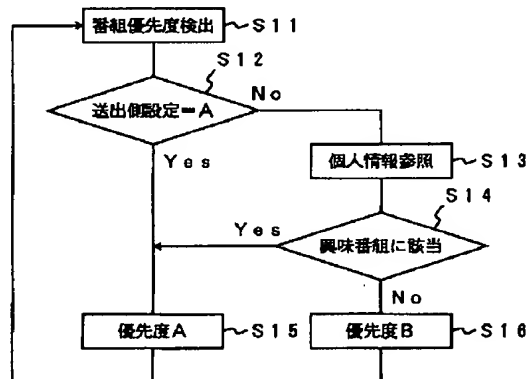 番組優先度検出 S11
S12
送出側設定=A
No
Yes
個人情報参照 S13
S14
Yes
興味番組に該当
No
優先度A S15
優先度B S16